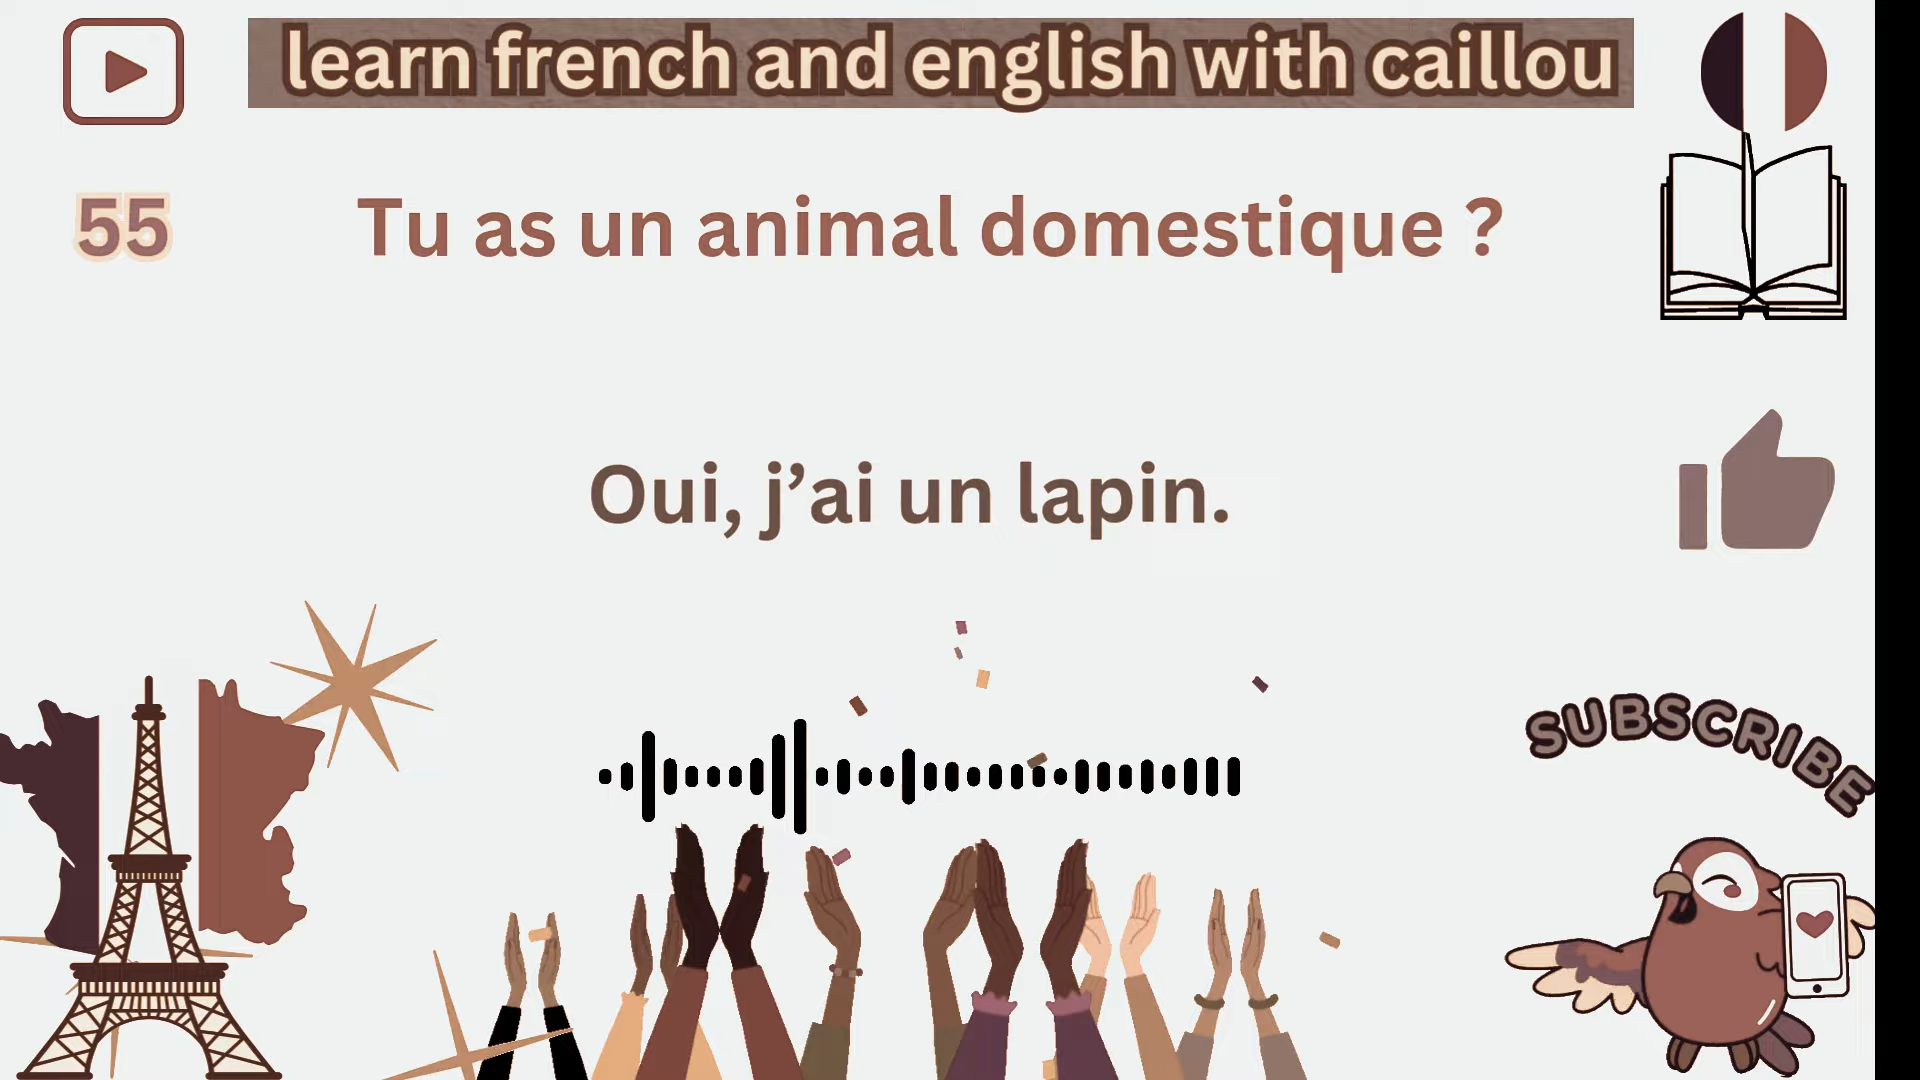 learn french and english with caillou
55
Tu as un animal domestique ?
Oui, j’ai un lapin.
SUBSCRIBE